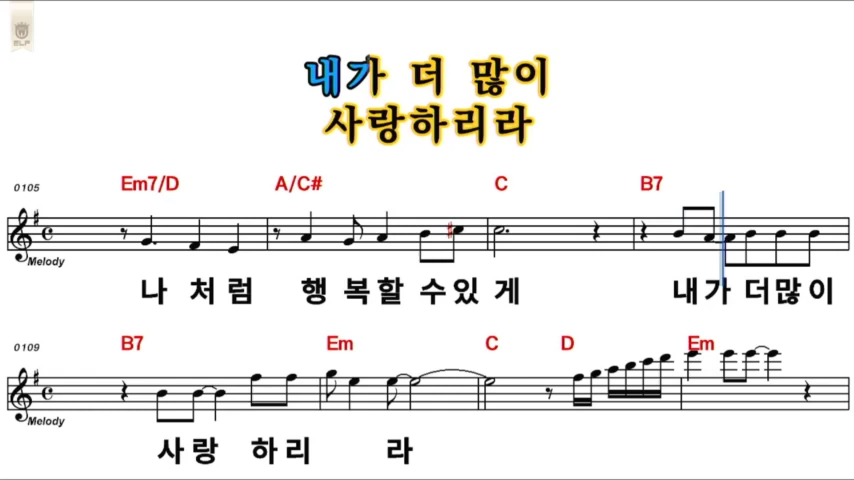 내가 더 많이
사랑하리라
0105 Em7/D A/C# C B7
Melody
나 처럼 행 복할 수있 게 내가 더많이
0109 B7 Em C D Em
Melody
사랑 하리 라